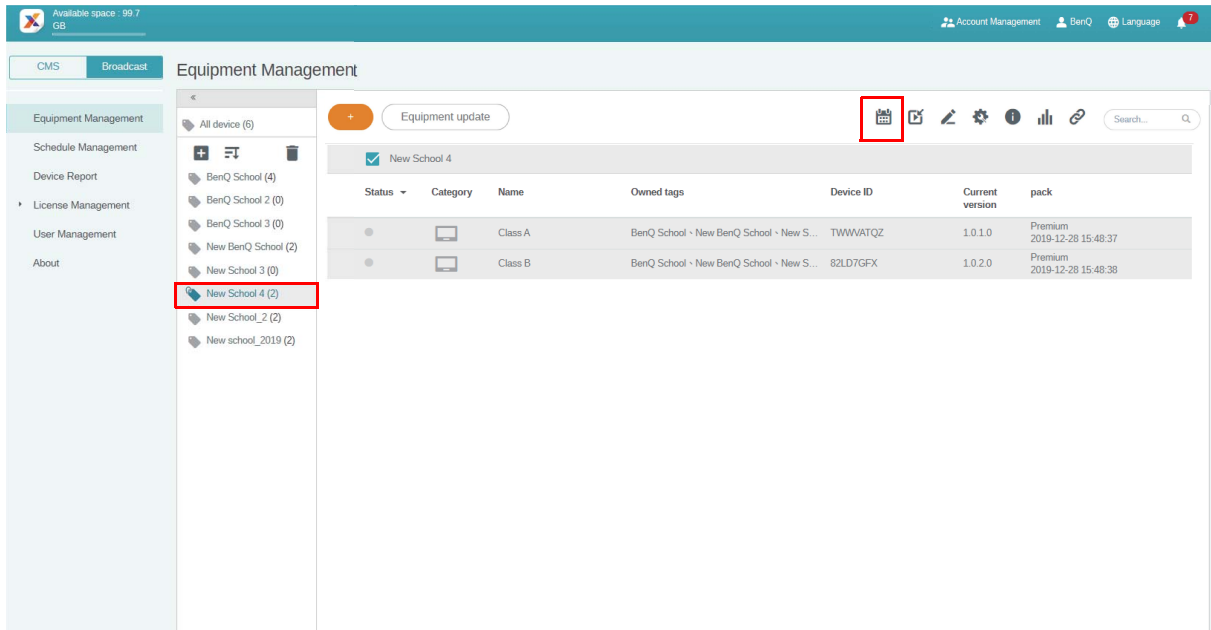 Available space : 99.7
GB
Account Management
BenQ
Language
7
CMS
Broadcast
Equipment Management
Equipment Management
Schedule Management
Device Report
License Management
User Management
About
«
All device (6)
BenQ School (4)
BenQ School 2 (0)
BenQ School 3 (0)
New BenQ School (2)
New School 3 (0)
New School 4 (2)
New School_2 (2)
New school_2019 (2)
+
Equipment update
Search...
New School 4
Status Category Name Owned tags Device ID Current pack
version
Class A BenQ School、New BenQ School、New S... TWWVATQZ 1.0.1.0 Premium
2019-12-28 15:48:37
Class B BenQ School、New BenQ School、New S... 82LD7GFX 1.0.2.0 Premium
2019-12-28 15:48:38